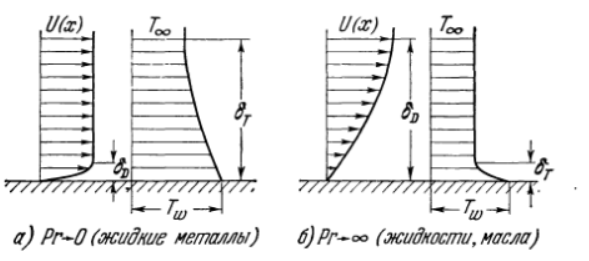 U(x) T∞ U(x) T∞
δT δD
δD δT
Tw Tw
а) Pr→0 (жидкие металлы) б) Pr→∞ (жидкости, масла)